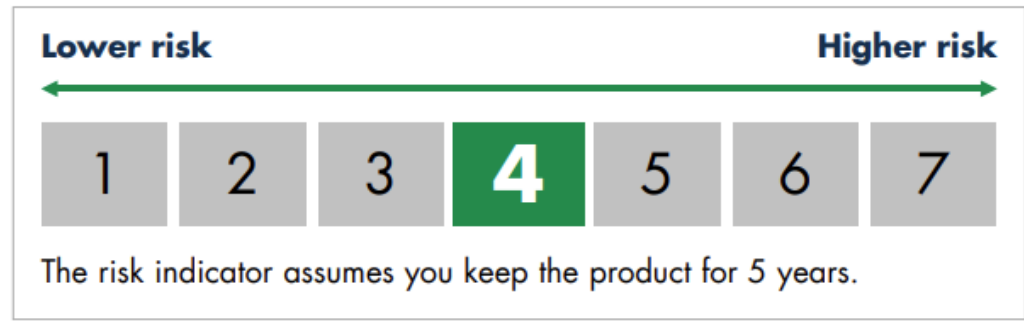 Lower risk Higher risk
1 2 3 4 5 6 7
The risk indicator assumes you keep the product for 5 years.